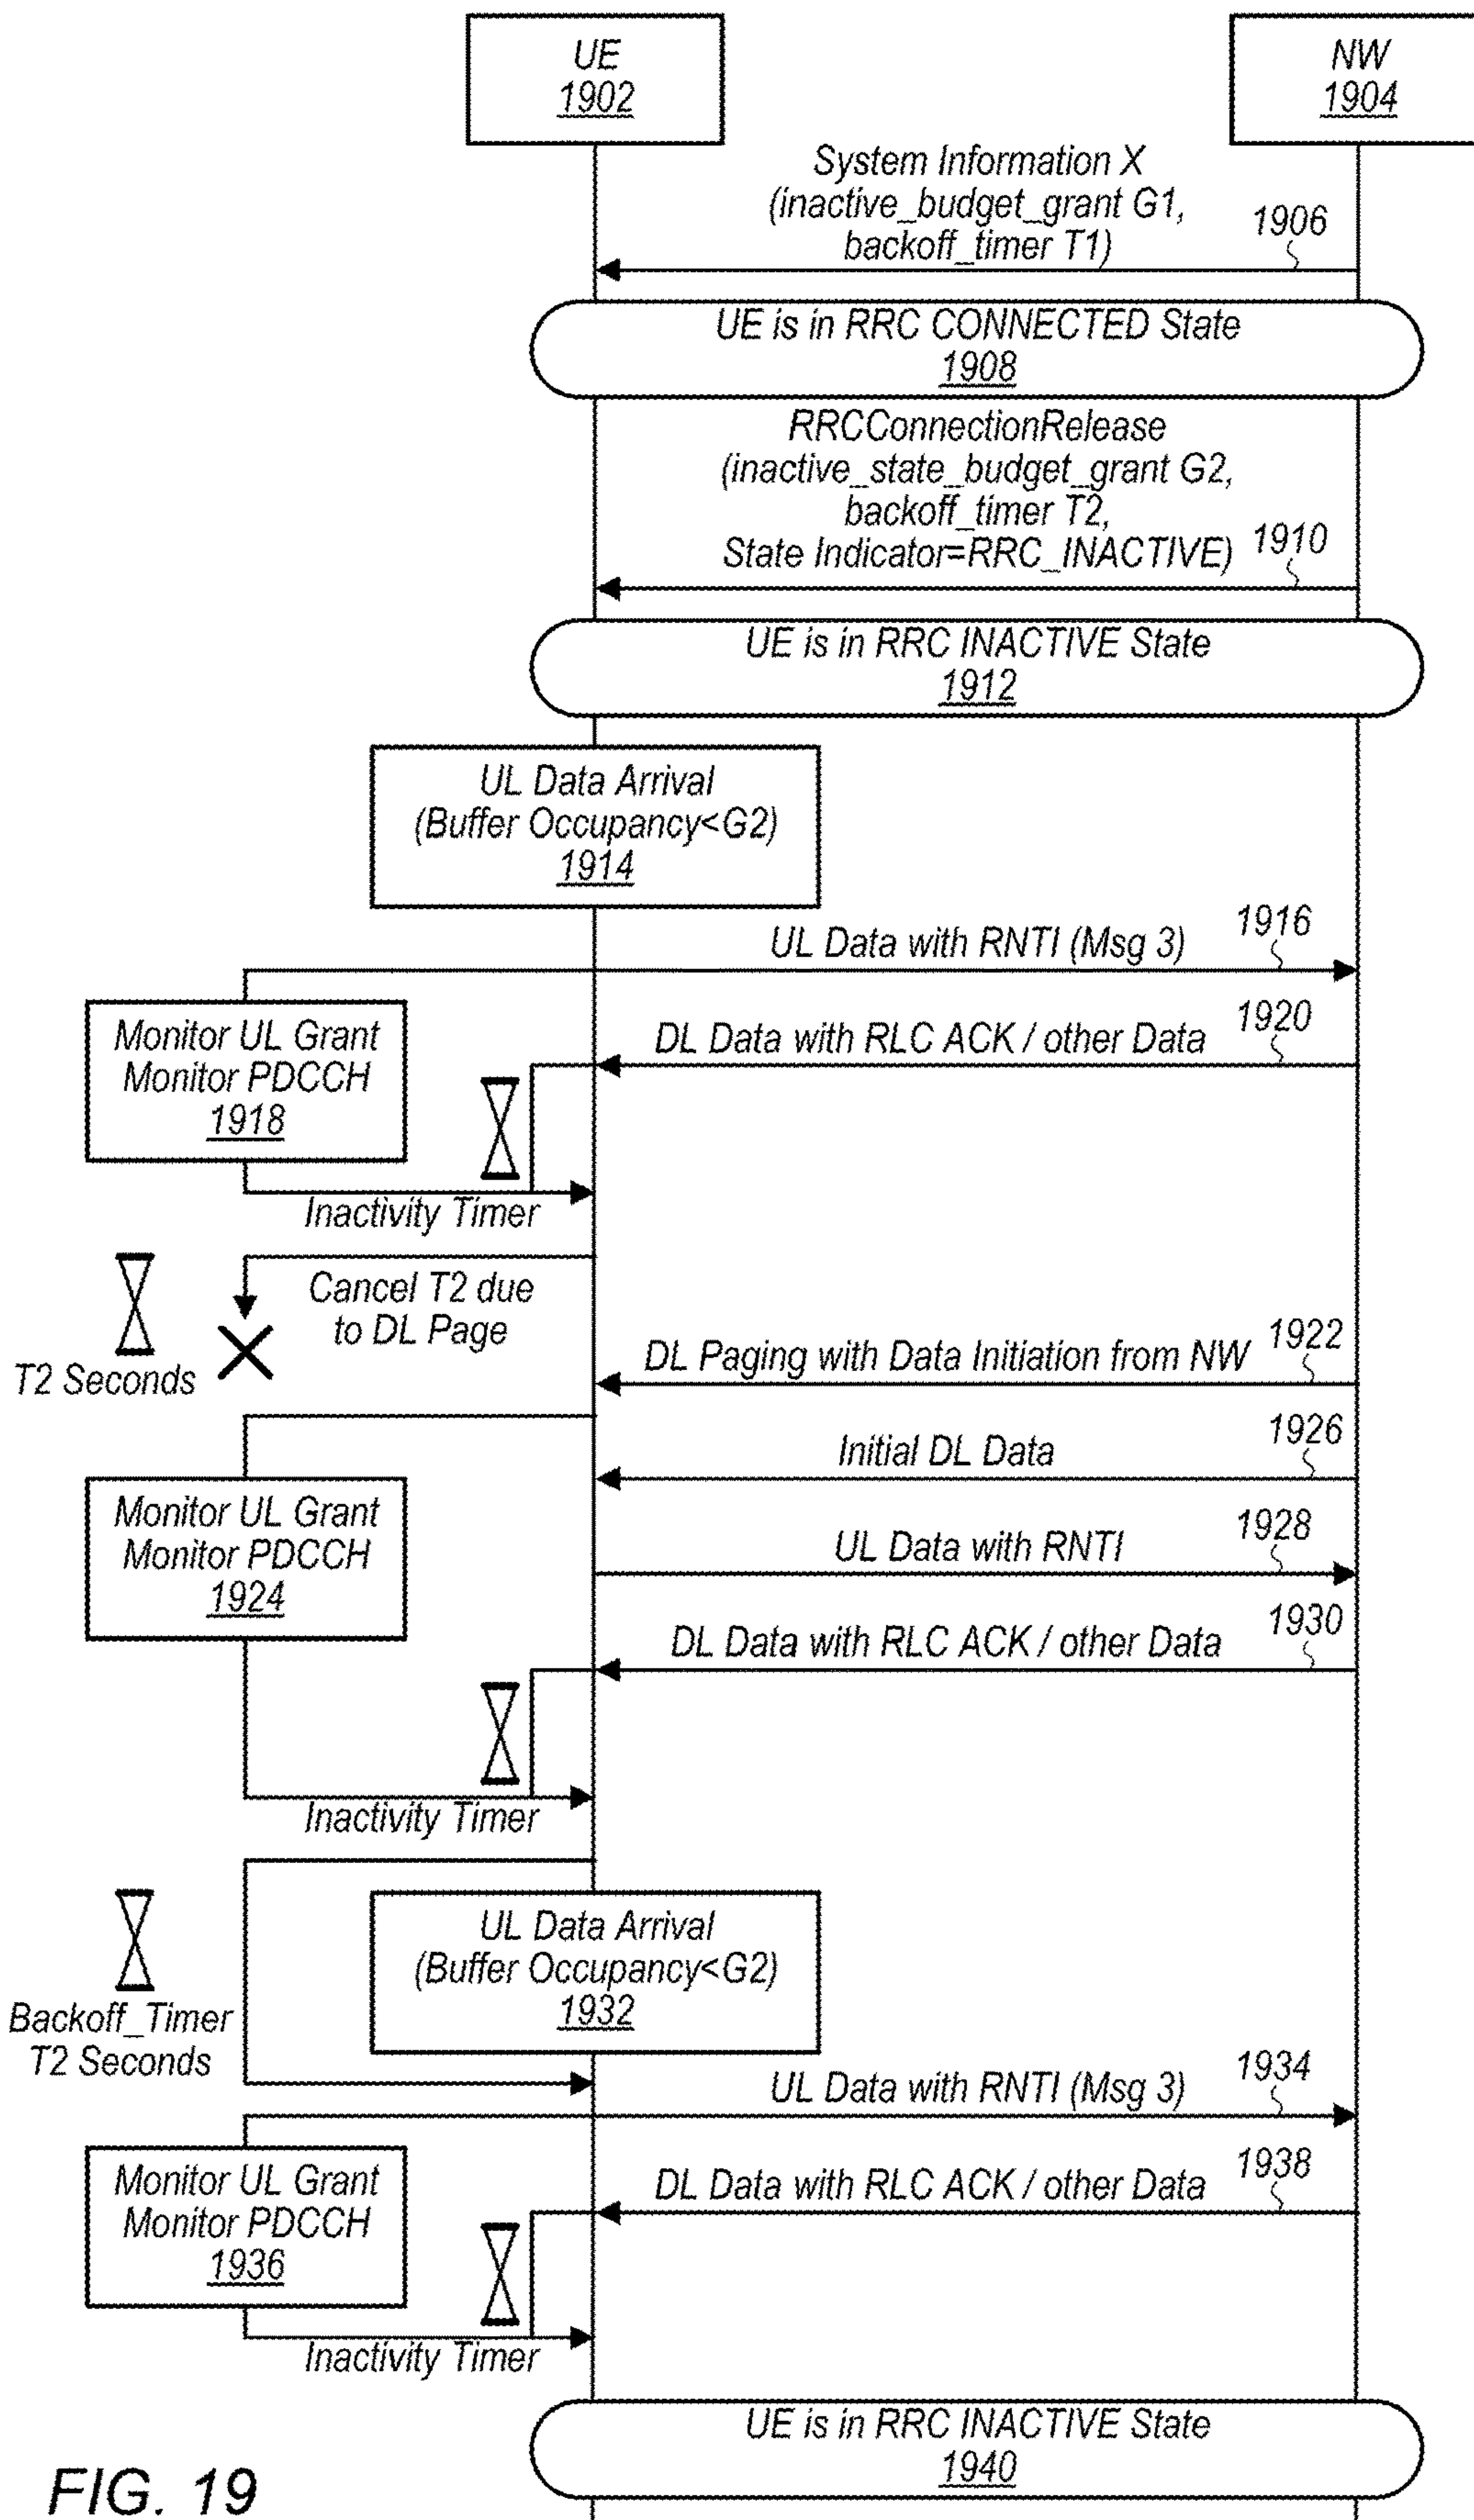 UE
1902
NW
1904
System Information X
(inactive_budget_grant G1,
backoff_timer T1)
1906
UE is in RRC CONNECTED State
1908
RRCConnectionRelease
(inactive_state_budget_grant G2,
backoff_timer T2,
State Indicator=RRC_INACTIVE)
1910
UE is in RRC INACTIVE State
1912
UL Data Arrival
(Buffer Occupancy<G2)
1914
UL Data with RNTI (Msg 3)
1916
Monitor UL Grant
Monitor PDCCH
1918
DL Data with RLC ACK / other Data
1920
Inactivity Timer
Cancel T2 due
to DL Page
T2 Seconds
DL Paging with Data Initiation from NW
1922
Initial DL Data
1926
Monitor UL Grant
Monitor PDCCH
1924
UL Data with RNTI
1928
DL Data with RLC ACK / other Data
1930
Inactivity Timer
UL Data Arrival
(Buffer Occupancy<G2)
1932
Backoff_Timer
T2 Seconds
UL Data with RNTI (Msg 3)
1934
Monitor UL Grant
Monitor PDCCH
1936
DL Data with RLC ACK / other Data
1938
Inactivity Timer
UE is in RRC INACTIVE State
1940
FIG. 19